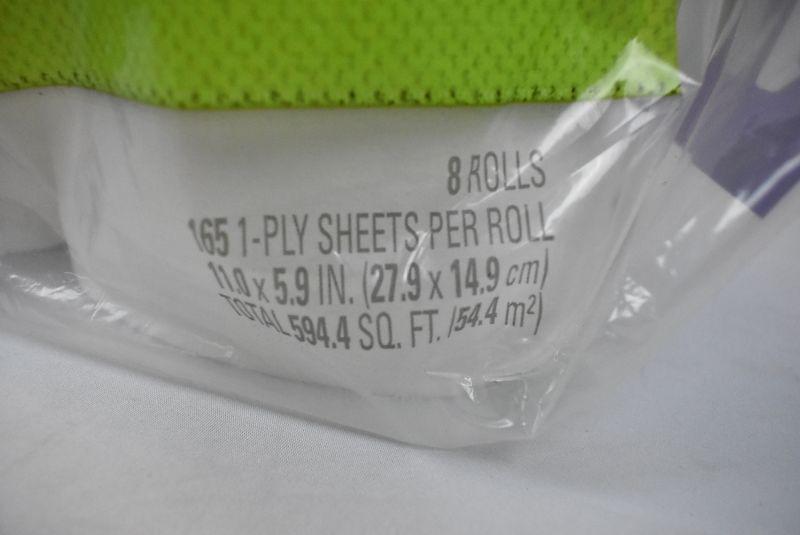 8 ROLLS
165 1-PLY SHEETS PER ROLL
11.0 x 5.9 IN. (27.9 x 14.9 cm)
TOTAL 594.4 SQ. FT. (54.4 m²)